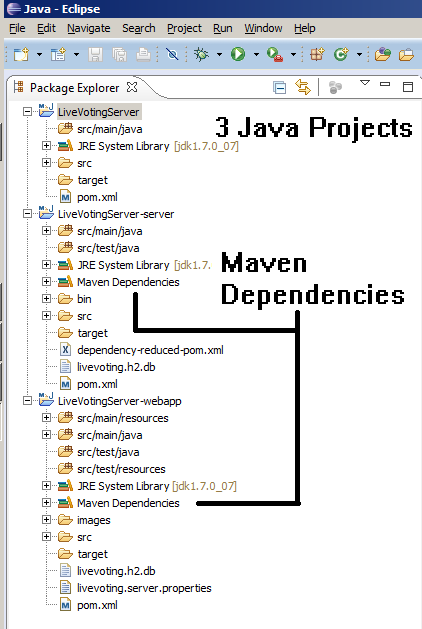 Java - Eclipse
File Edit Navigate Search Project Run Window Help
Package Explorer
LiveVotingServer
src/main/java
3 Java Projects
JRE System Library [jdk1.7.0_07]
src
target
pom.xml
LiveVotingServer-server
src/main/java
src/test/java
JRE System Library [jdk1.7.
Maven
Maven Dependencies
Dependencies
bin
src
target
dependency-reduced-pom.xml
livevoting.h2.db
pom.xml
LiveVotingServer-webapp
src/main/resources
src/main/java
src/test/java
src/test/resources
JRE System Library [jdk1.7.0_07]
Maven Dependencies
images
src
target
livevoting.h2.db
livevoting.server.properties
pom.xml